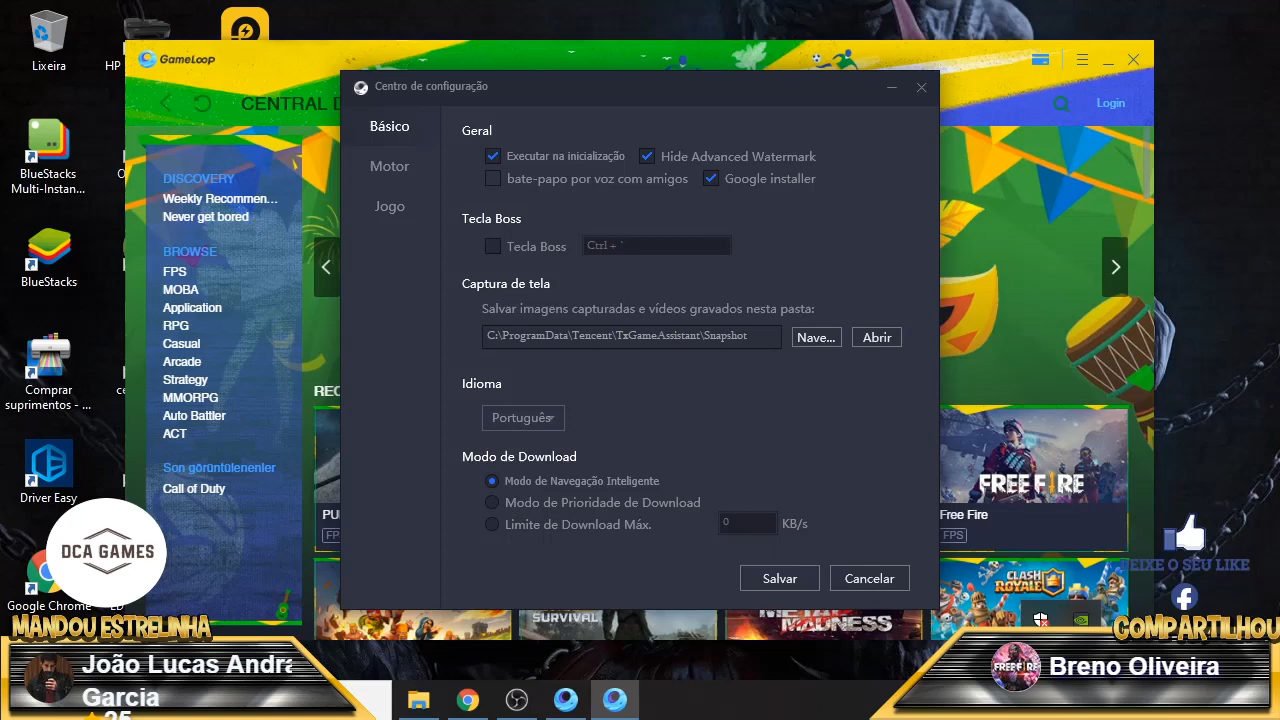 Lixeira
HP
BlueStacks
Multi-Instan...
BlueStacks
Comprar
suprimentos - ...
Driver Easy
Google Chrome
DCA GAMES
GameLoop
CENTRAL D
Login
DISCOVERY
Weekly Recommen...
Never get bored
BROWSE
FPS
MOBA
Application
RPG
Casual
Arcade
Strategy
MMORPG
Auto Battler
ACT
Son görüntülenenler
Call of Duty
REC
PU
FP
Centro de configuração
Básico
Motor
Jogo
Geral
Executar na inicialização
Hide Advanced Watermark
bate-papo por voz com amigos
Google installer
Tecla Boss
Tecla Boss
Ctrl + `
Captura de tela
Salvar imagens capturadas e vídeos gravados nesta pasta:
C:\ProgramData\Tencent\TxGameAssistant\Snapshot
Nave...
Abrir
Idioma
Português
Modo de Download
Modo de Navegação Inteligente
Modo de Prioridade de Download
Limite de Download Máx.
0
KB/s
Salvar
Cancelar
FREE FIRE
Free Fire
FPS
CLASH
ROYALE
SURVIVAL
METAL
MADNESS
DEIXE O SEU LIKE
MANDOU ESTRELINHA
João Lucas Andra
Garcia
25
COMPARTILHOU
FREE FIRE
Breno Oliveira